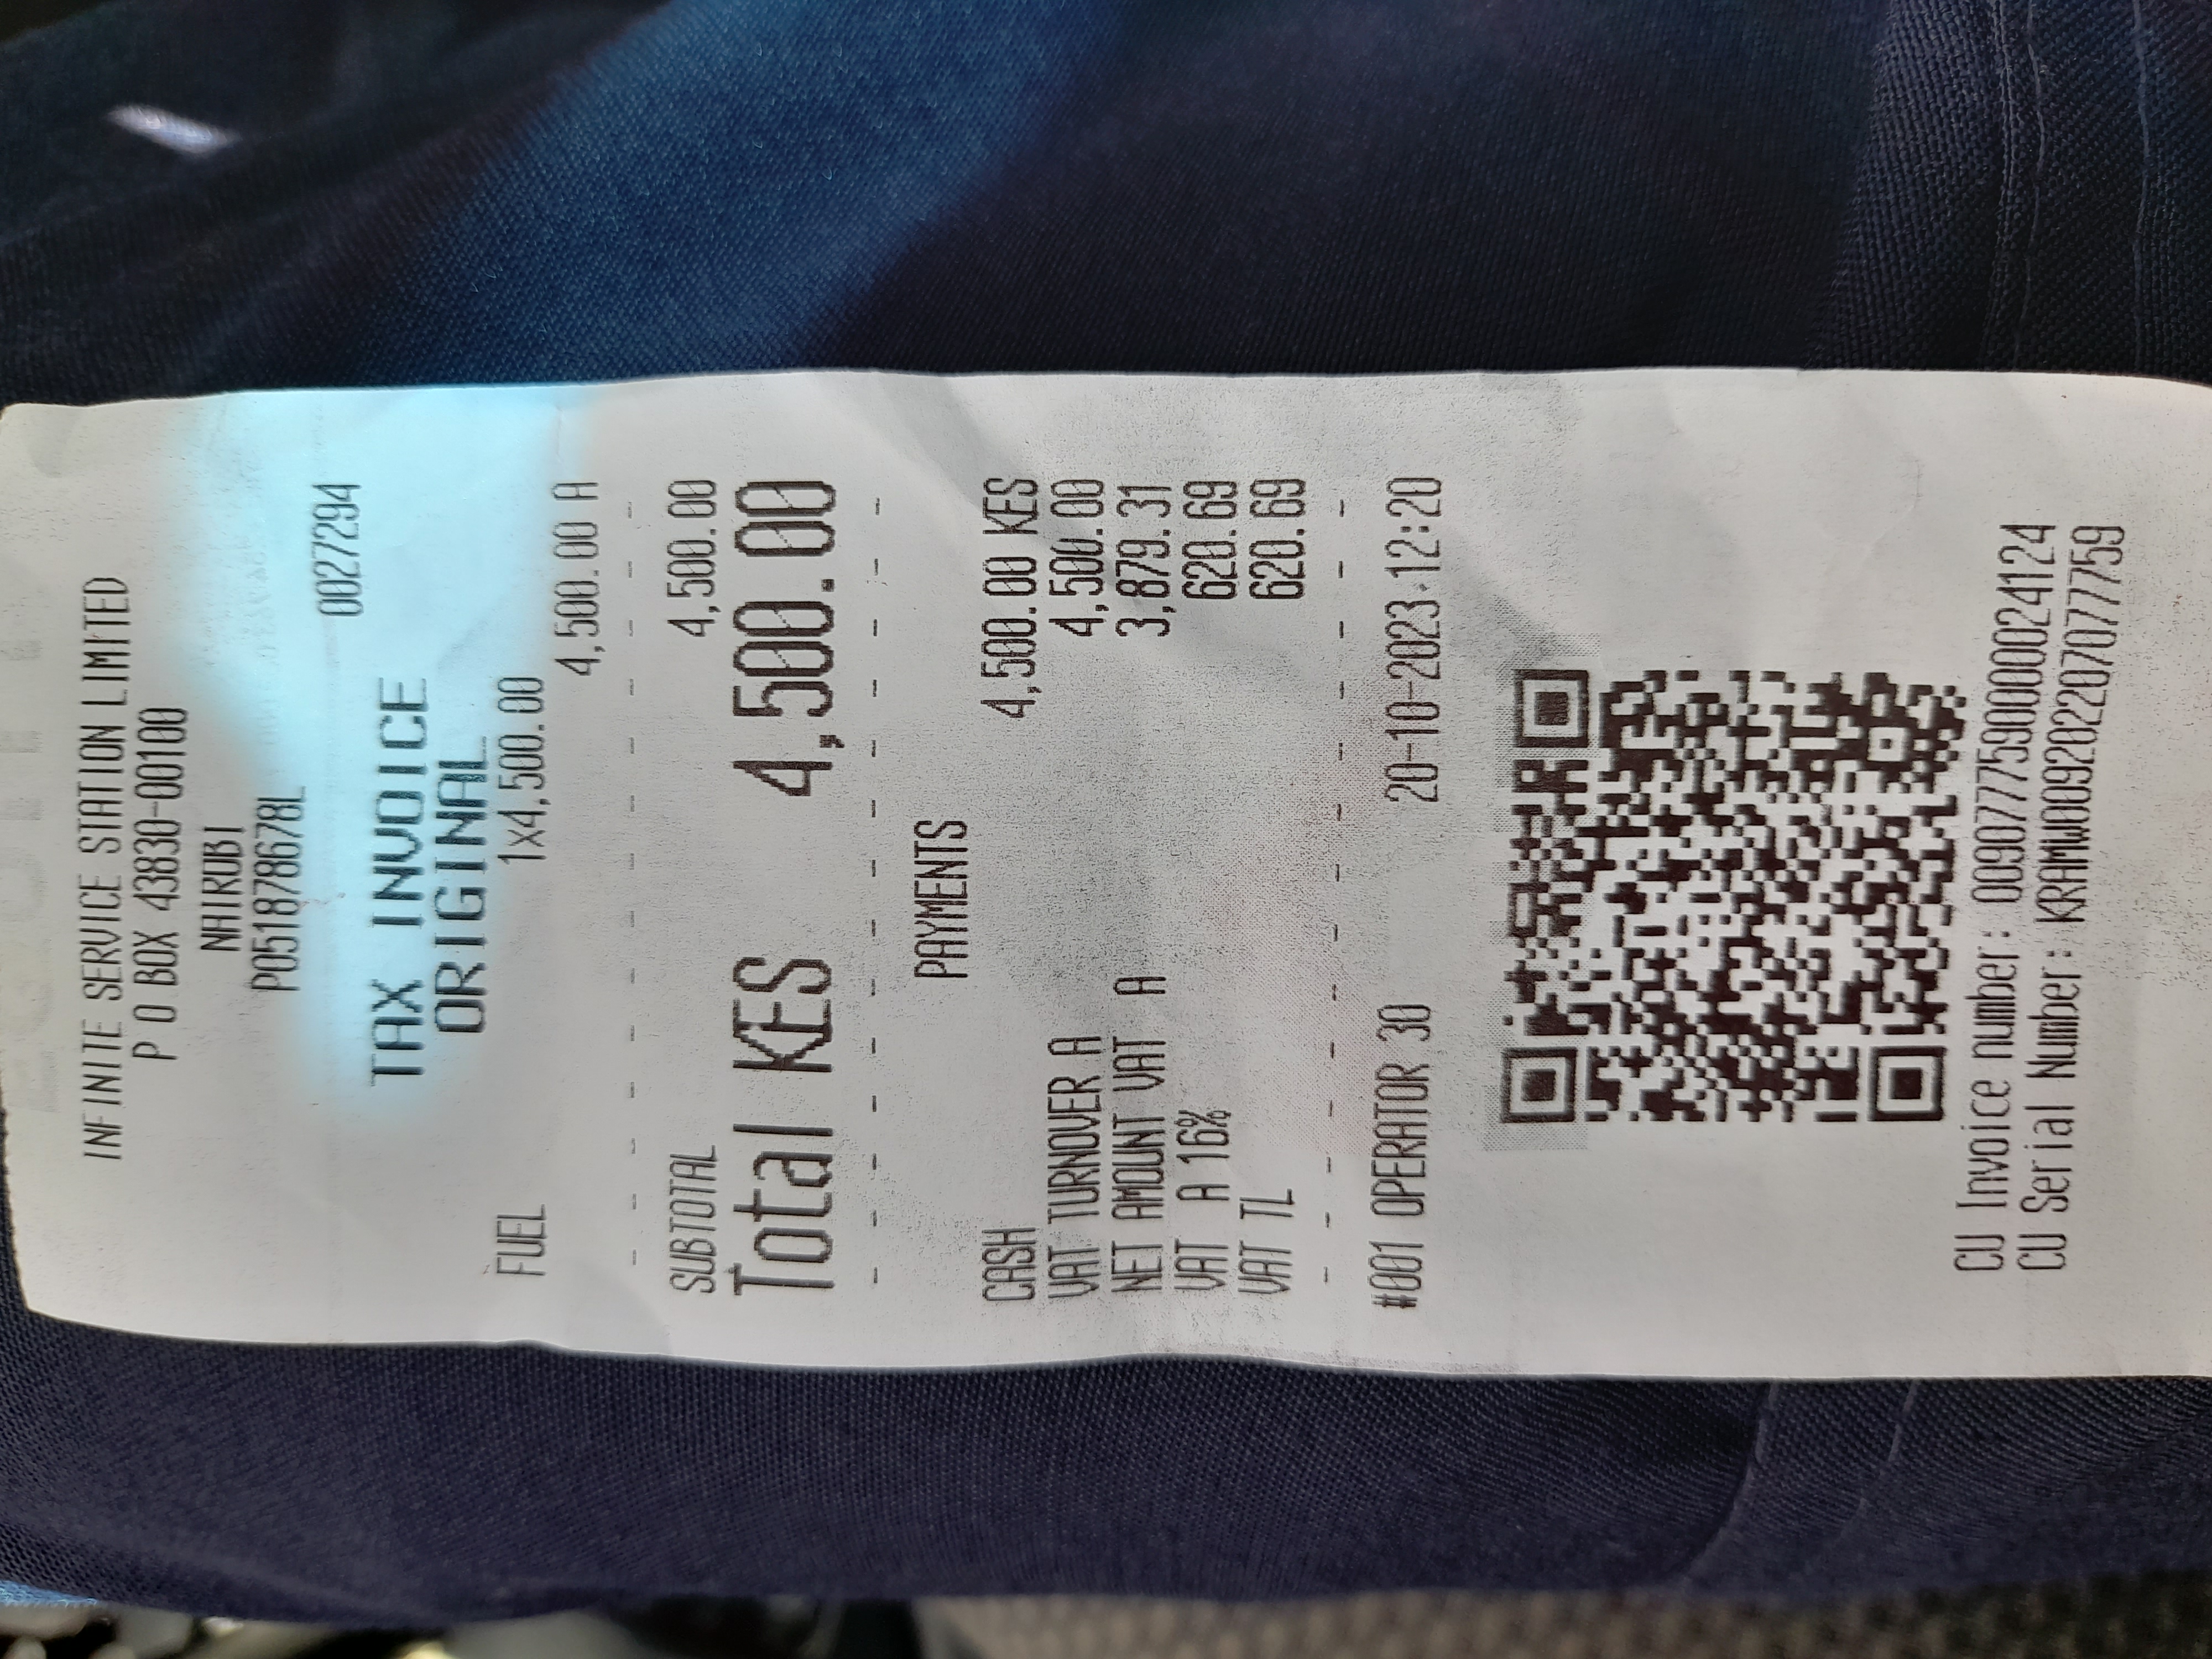 INFINITE SERVICE STATION LIMITED
P O BOX 43830-00100
NAIROBI
P051878678L
0027294
TAX INVOICE
ORIGINAL
FUEL 1x4,500.00
4,500.00 A
SUBTOTAL 4,500.00
Total KES 4,500.00
PAYMENTS
CASH 4,500.00 KES
VAT TURNOVER A 4,500.00
NET AMOUNT VAT A 3,879.31
VAT A 16% 620.69
VAT TL 620.69
#001 OPERATOR 30 20-10-2023 12:20
CU Invoice number: 0090777590000024124
CU Serial Number: KRAMW009202207077759